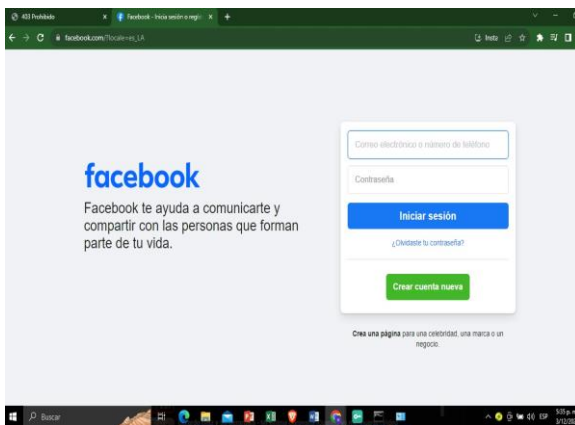 403 Prohibido
Facebook - Inicia sesión o regís
facebook.com/?locale=es_LA
facebook
Facebook te ayuda a comunicarte y
compartir con las personas que forman
parte de tu vida.
Correo electrónico o número de teléfono
Contraseña
Iniciar sesión
¿Olvidaste tu contraseña?
Crear cuenta nueva
Crea una página para una celebridad, una marca o un
negocio.
Buscar
ESP